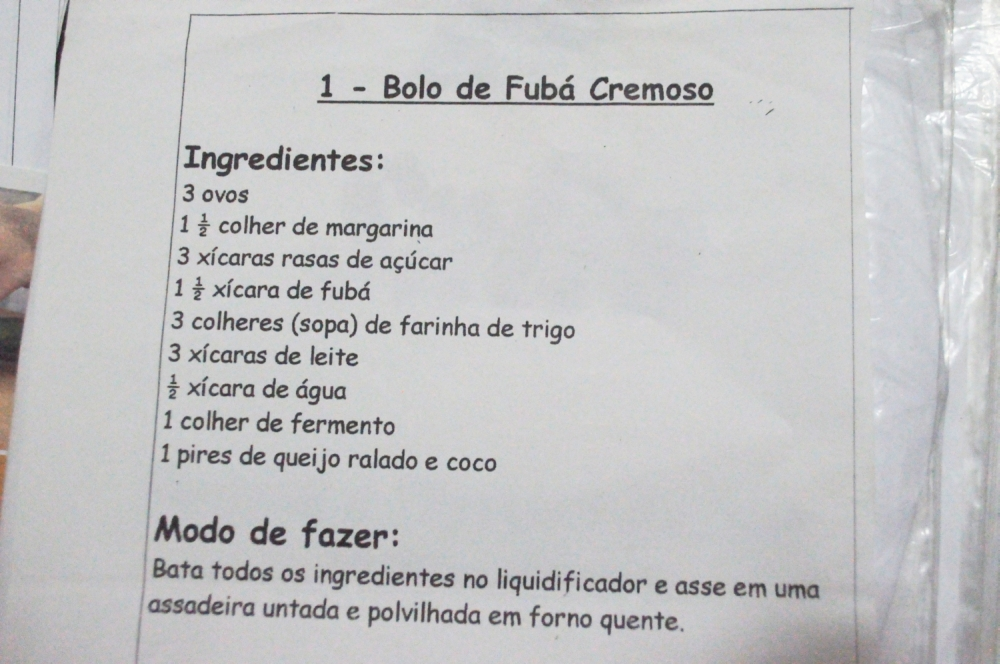 1 - Bolo de Fubá Cremoso
Ingredientes:
3 ovos
1 ½ colher de margarina
3 xícaras rasas de açúcar
1 ½ xícara de fubá
3 colheres (sopa) de farinha de trigo
3 xícaras de leite
½ xícara de água
1 colher de fermento
1 pires de queijo ralado e coco
Modo de fazer:
Bata todos os ingredientes no liquidificador e asse em uma
assadeira untada e polvilhada em forno quente.